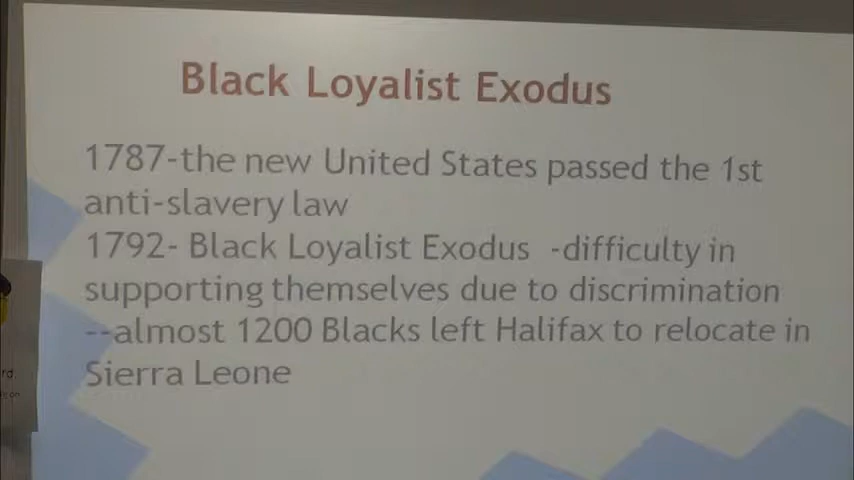 Black Loyalist Exodus
1787-the new United States passed the 1st
anti-slavery law
1792- Black Loyalist Exodus -difficulty in
supporting themselves due to discrimination
--almost 1200 Blacks left Halifax to relocate in
Sierra Leone
rd.